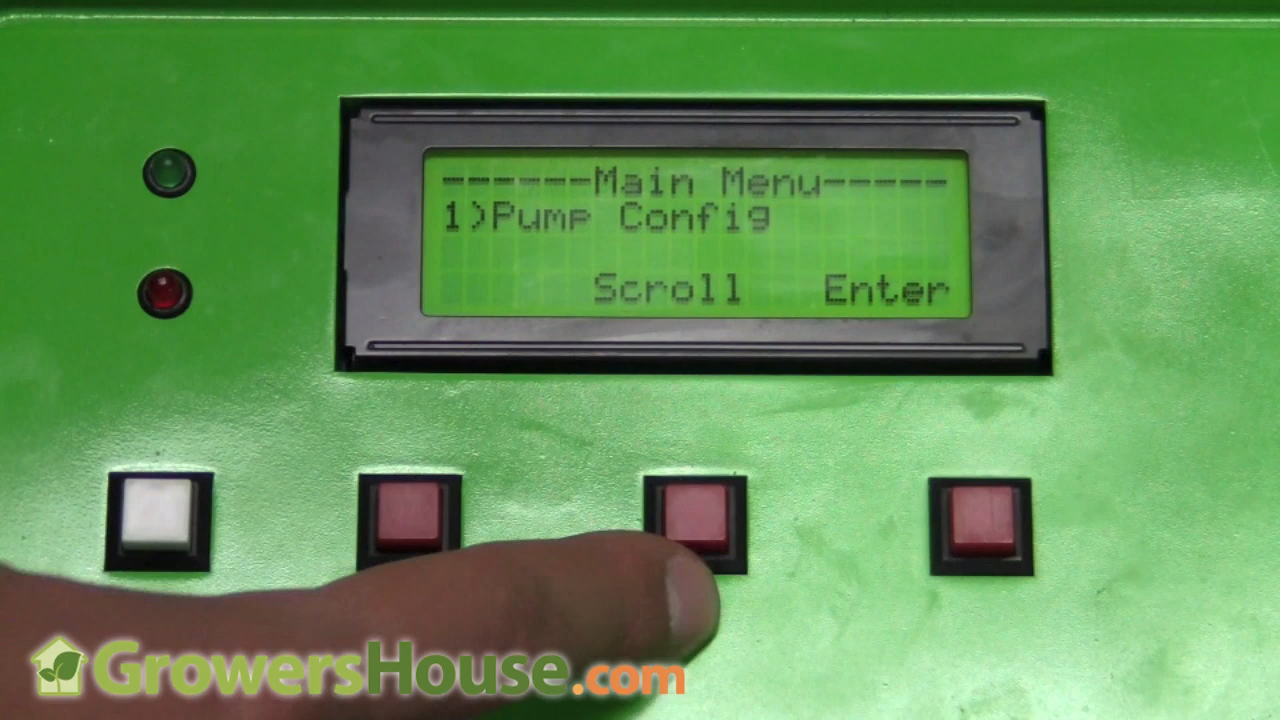 ------Main Menu-----
1)Pump Config
Scroll Enter
GrowersHouse.com